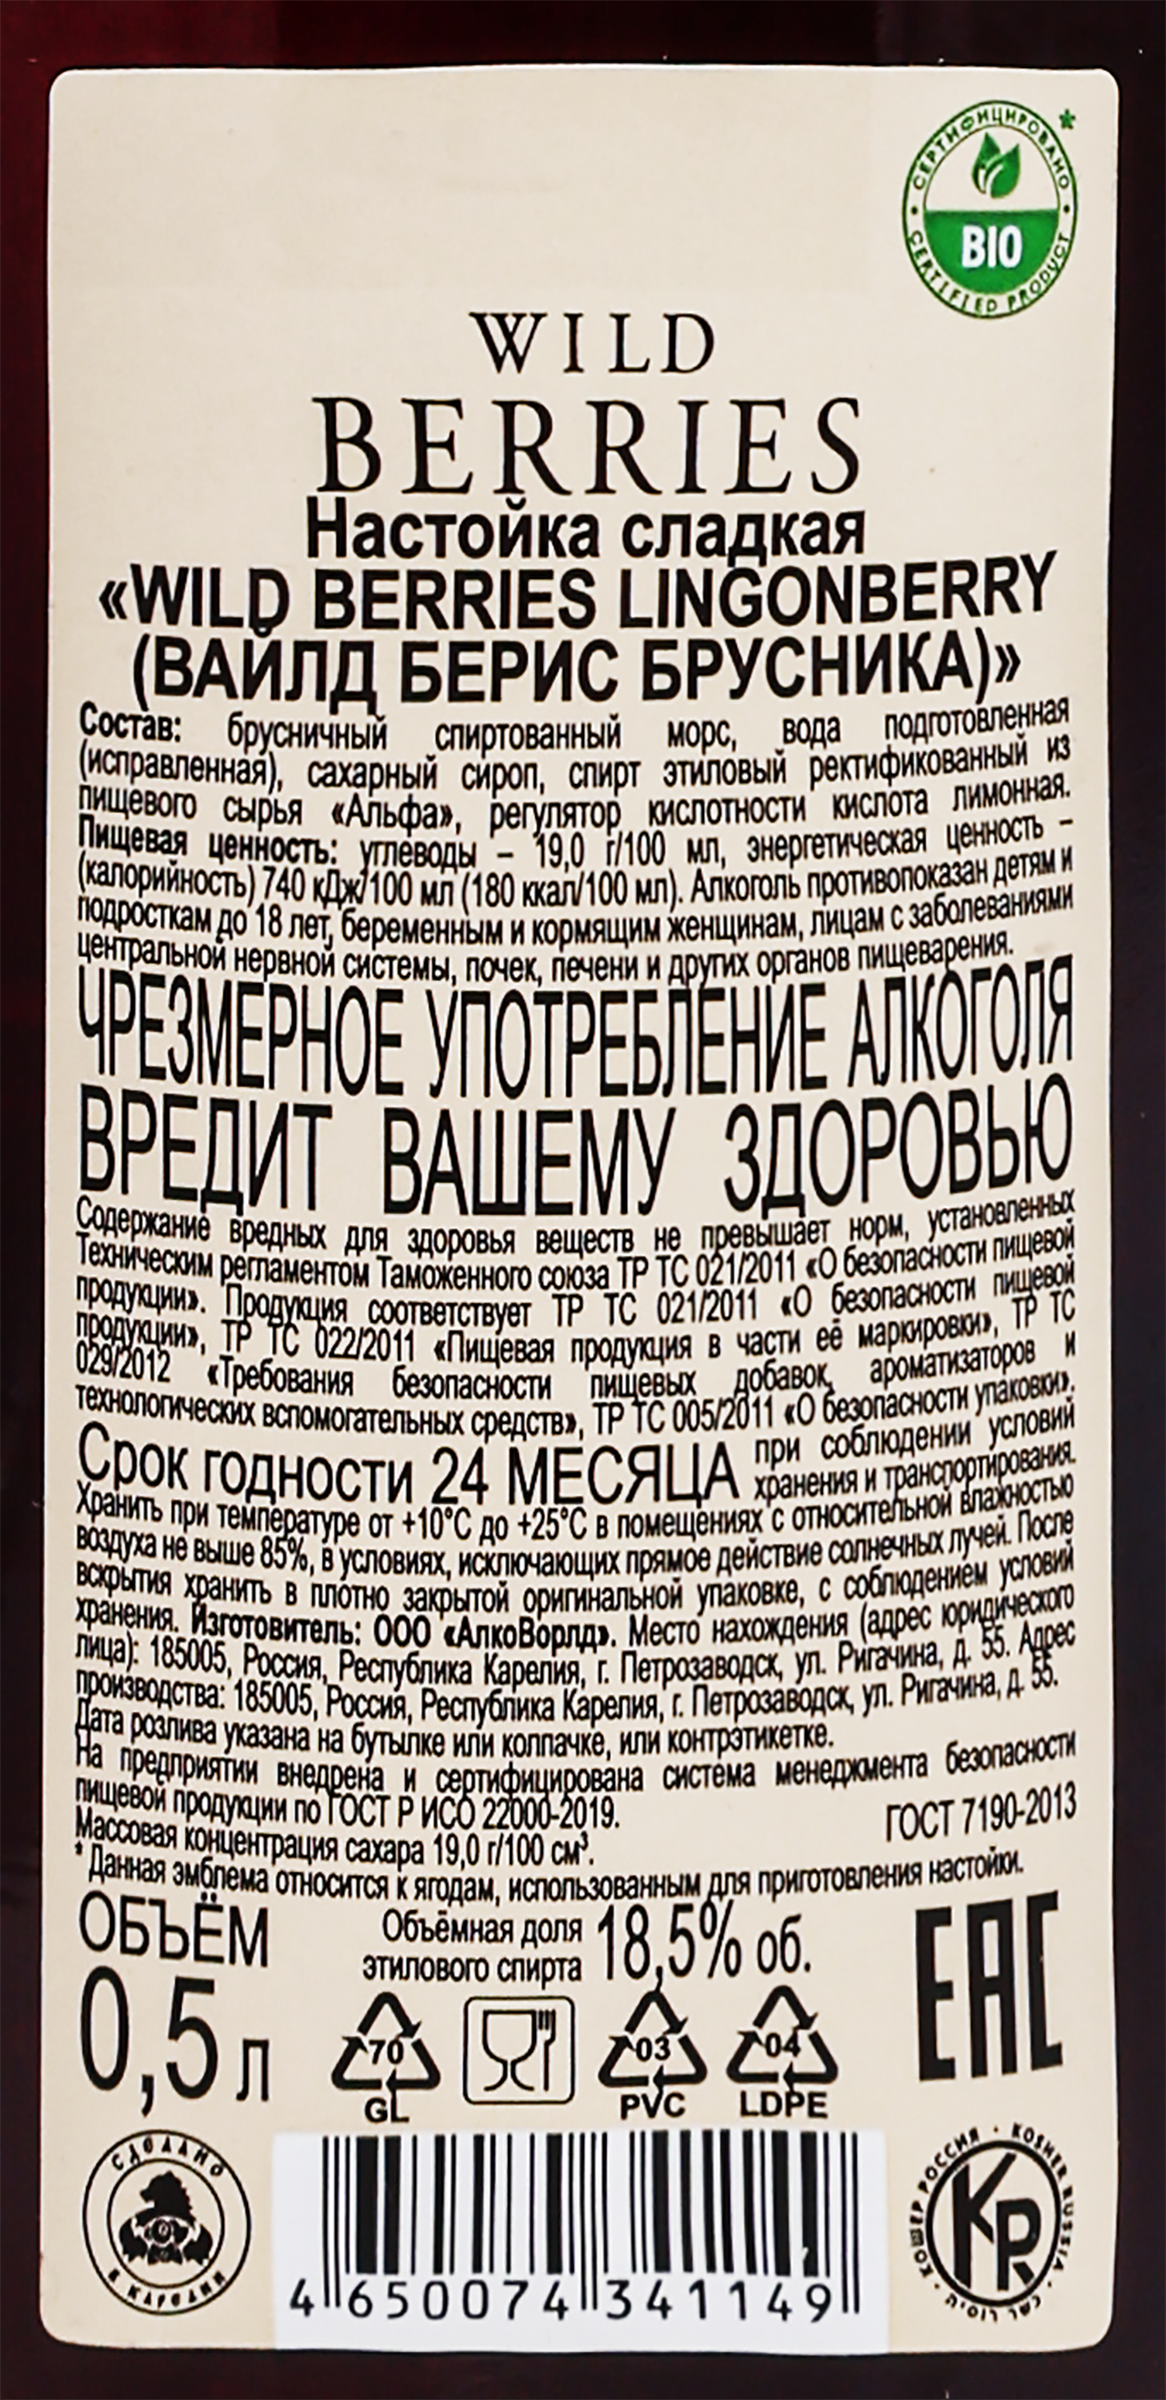 СЕРТИФИЦИРОВАНО *
BIO
CERTIFIED PRODUCT
WILD
BERRIES
Настойка сладкая
«WILD BERRIES LINGONBERRY
(ВАЙЛД БЕРИС БРУСНИКА)»
Состав: брусничный спиртованный морс, вода подготовленная
(исправленная), сахарный сироп, спирт этиловый ректификованный из
пищевого сырья «Альфа», регулятор кислотности кислота лимонная.
Пищевая ценность: углеводы – 19,0 г/100 мл, энергетическая ценность –
(калорийность) 740 кДж/100 мл (180 ккал/100 мл). Алкоголь противопоказан детям и
подросткам до 18 лет, беременным и кормящим женщинам, лицам с заболеваниями
центральной нервной системы, почек, печени и других органов пищеварения.
ЧРЕЗМЕРНОЕ УПОТРЕБЛЕНИЕ АЛКОГОЛЯ
ВРЕДИТ ВАШЕМУ ЗДОРОВЬЮ
Содержание вредных для здоровья веществ не превышает норм, установленных
Техническим регламентом Таможенного союза ТР ТС 021/2011 «О безопасности пищевой
продукции». Продукция соответствует ТР ТС 021/2011 «О безопасности пищевой
продукции», ТР ТС 022/2011 «Пищевая продукция в части её маркировки», ТР ТС
029/2012 «Требования безопасности пищевых добавок, ароматизаторов и
технологических вспомогательных средств», ТР ТС 005/2011 «О безопасности упаковки».
Срок годности 24 МЕСЯЦА при соблюдении условий
хранения и транспортирования.
Хранить при температуре от +10°С до +25°С в помещениях с относительной влажностью
воздуха не выше 85%, в условиях, исключающих прямое действие солнечных лучей. После
вскрытия хранить в плотно закрытой оригинальной упаковке, с соблюдением условий
хранения. Изготовитель: ООО «АлкоВорлд». Место нахождения (адрес юридического
лица): 185005, Россия, Республика Карелия, г. Петрозаводск, ул. Ригачина, д. 55. Адрес
производства: 185005, Россия, Республика Карелия, г. Петрозаводск, ул. Ригачина, д. 55.
Дата розлива указана на бутылке или колпачке, или контрэтикетке.
На предприятии внедрена и сертифицирована система менеджмента безопасности
пищевой продукции по ГОСТ Р ИСО 22000-2019.
ГОСТ 7190-2013
Массовая концентрация сахара 19,0 г/100 см³.
* Данная эмблема относится к ягодам, использованным для приготовления настойки.
ОБЪЁМ
0,5 л
Объёмная доля
этилового спирта 18,5% об.
EAC
70
GL
03
PVC
04
LDPE
СДЕЛАНО
В КАРЕЛИИ
4 650074 341149
КОШЕР РОССИЯ · KOSHER RUSSIA
KR